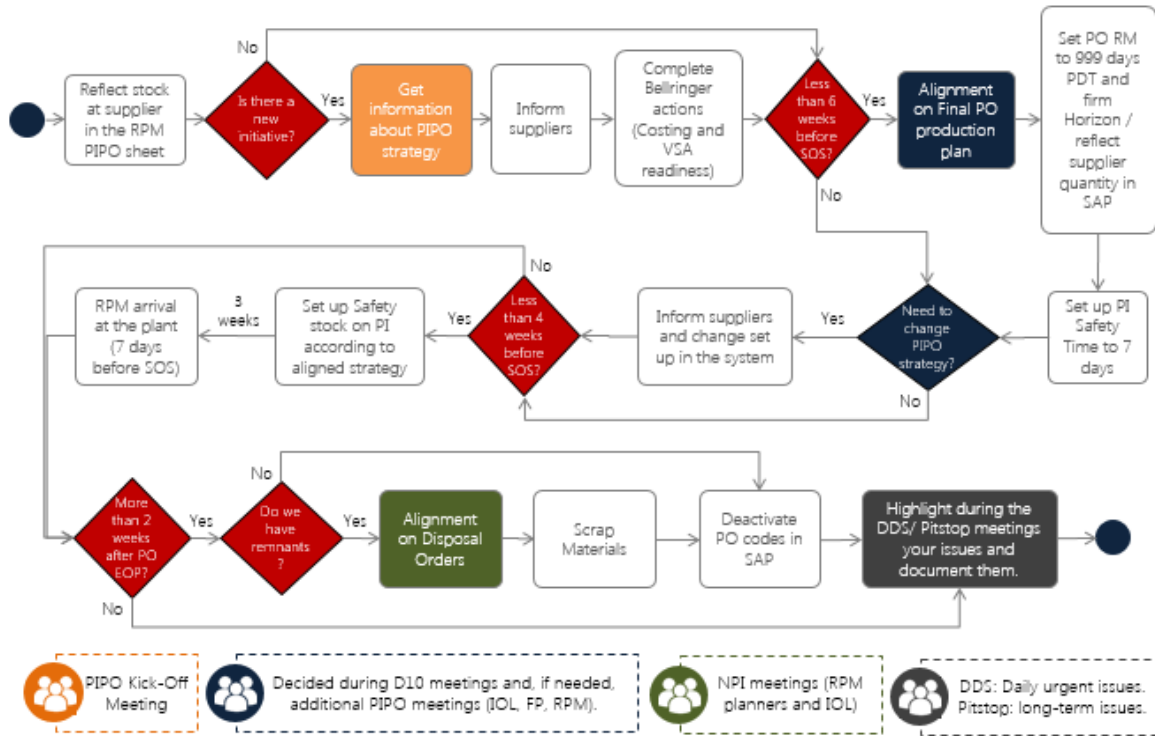 No
Reflect stock
at supplier
in the RPM
PIPO sheet
Is there a
new
initiative?
Yes
Get
information
about PIPO
strategy
Inform
suppliers
Complete
Bellringer
actions
(Costing and
VSA
readiness)
Less
than 6
weeks
before
SOS?
Yes
Alignment
on Final PO
production
plan
Set PO RM
to 999 days
PDT and
firm
Horizon /
reflect
supplier
quantity in
SAP
No
No
RPM arrival
at the plant
(7 days
before SOS)
3
weeks
Set up Safety
stock on PI
according to
aligned strategy
Yes
Less
than 4
weeks
before
SOS?
Inform suppliers
and change set
up in the system
Yes
Need to
change
PIPO
strategy?
Set up PI
Safety
Time to 7
days
No
No
More
than 2
weeks
after PO
EOP?
Yes
Do we
have
remnants
?
Yes
Alignment
on Disposal
Orders
Scrap
Materials
Deactivate
PO codes in
SAP
Highlight during the
DDS/ Pitstop meetings
your issues and
document them.
No
PIPO Kick-Off
Meeting
Decided during D10 meetings and, if needed,
additional PIPO meetings (IOL, FP, RPM).
NPI meetings (RPM
planners and IOL)
DDS: Daily urgent issues.
Pitstop: long-term issues.